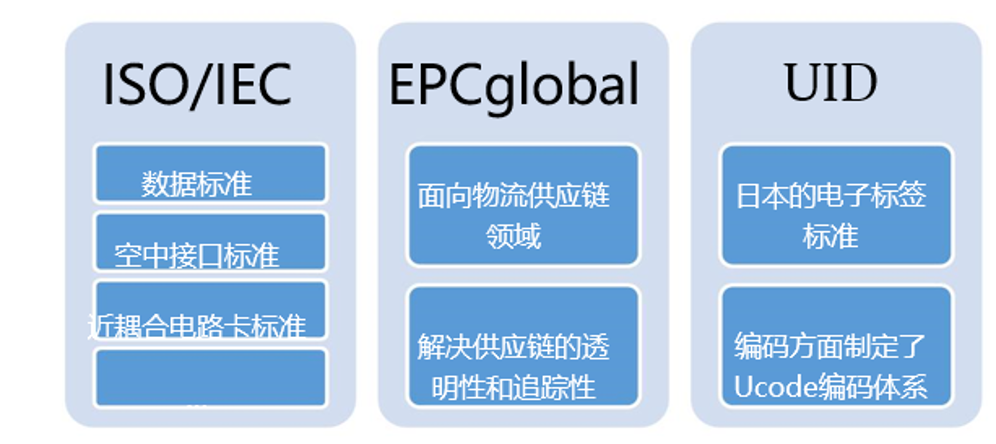 ISO/IEC
数据标准
空中接口标准
近耦合电路卡标准
...
EPCglobal
面向物流供应链
领域
解决供应链的透
明性和追踪性
UID
日本的电子标签
标准
编码方面制定了
Ucode编码体系